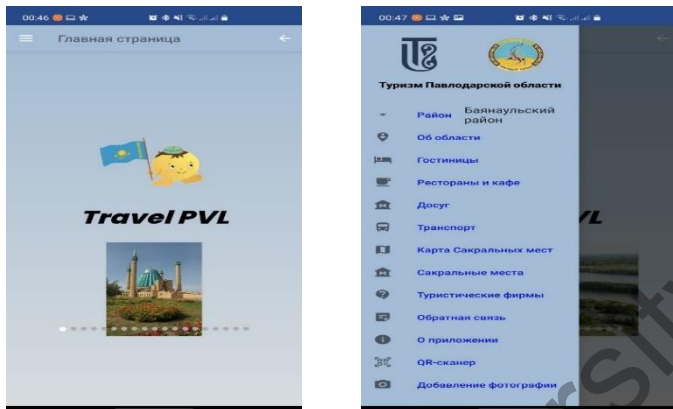 00:46
Главная страница
Travel PVL
00:47
Туризм Павлодарской области
Район Баянаульский
район
Об области
Гостиницы
Рестораны и кафе
Досуг
Транспорт
Карта Сакральных мест
Сакральные места
Туристические фирмы
Обратная связь
О приложении
QR-сканер
Добавление фотографии
VL